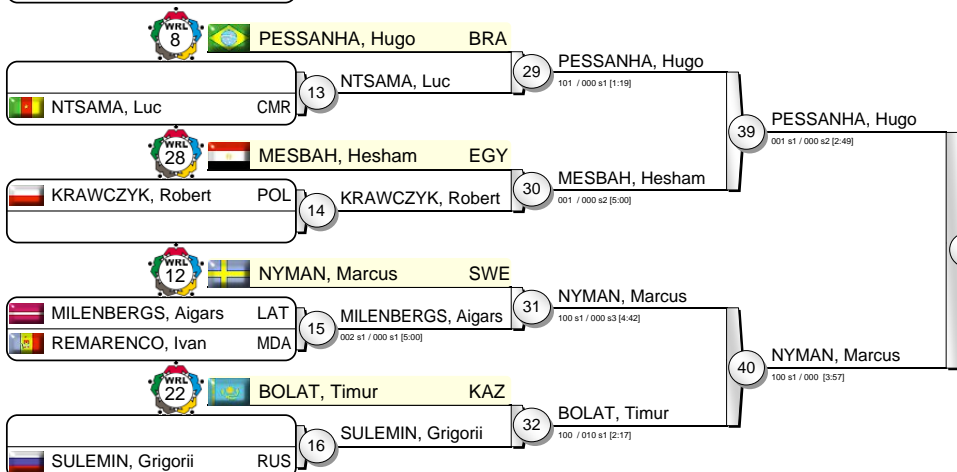 WRL
8
PESSANHA, Hugo BRA
NTSAMA, Luc CMR
13
NTSAMA, Luc
29
PESSANHA, Hugo
101 / 000 s1 [1:19]
WRL
28
MESBAH, Hesham EGY
KRAWCZYK, Robert POL
14
KRAWCZYK, Robert
30
MESBAH, Hesham
001 / 000 s2 [5:00]
39
PESSANHA, Hugo
001 s1 / 000 s2 [2:49]
WRL
12
NYMAN, Marcus SWE
MILENBERGS, Aigars LAT
REMARENCO, Ivan MDA
15
MILENBERGS, Aigars
002 s1 / 000 s1 [5:00]
31
NYMAN, Marcus
100 s1 / 000 s3 [4:42]
WRL
22
BOLAT, Timur KAZ
SULEMIN, Grigorii RUS
16
SULEMIN, Grigorii
32
BOLAT, Timur
100 / 010 s1 [2:17]
40
NYMAN, Marcus
100 s1 / 000 [3:57]